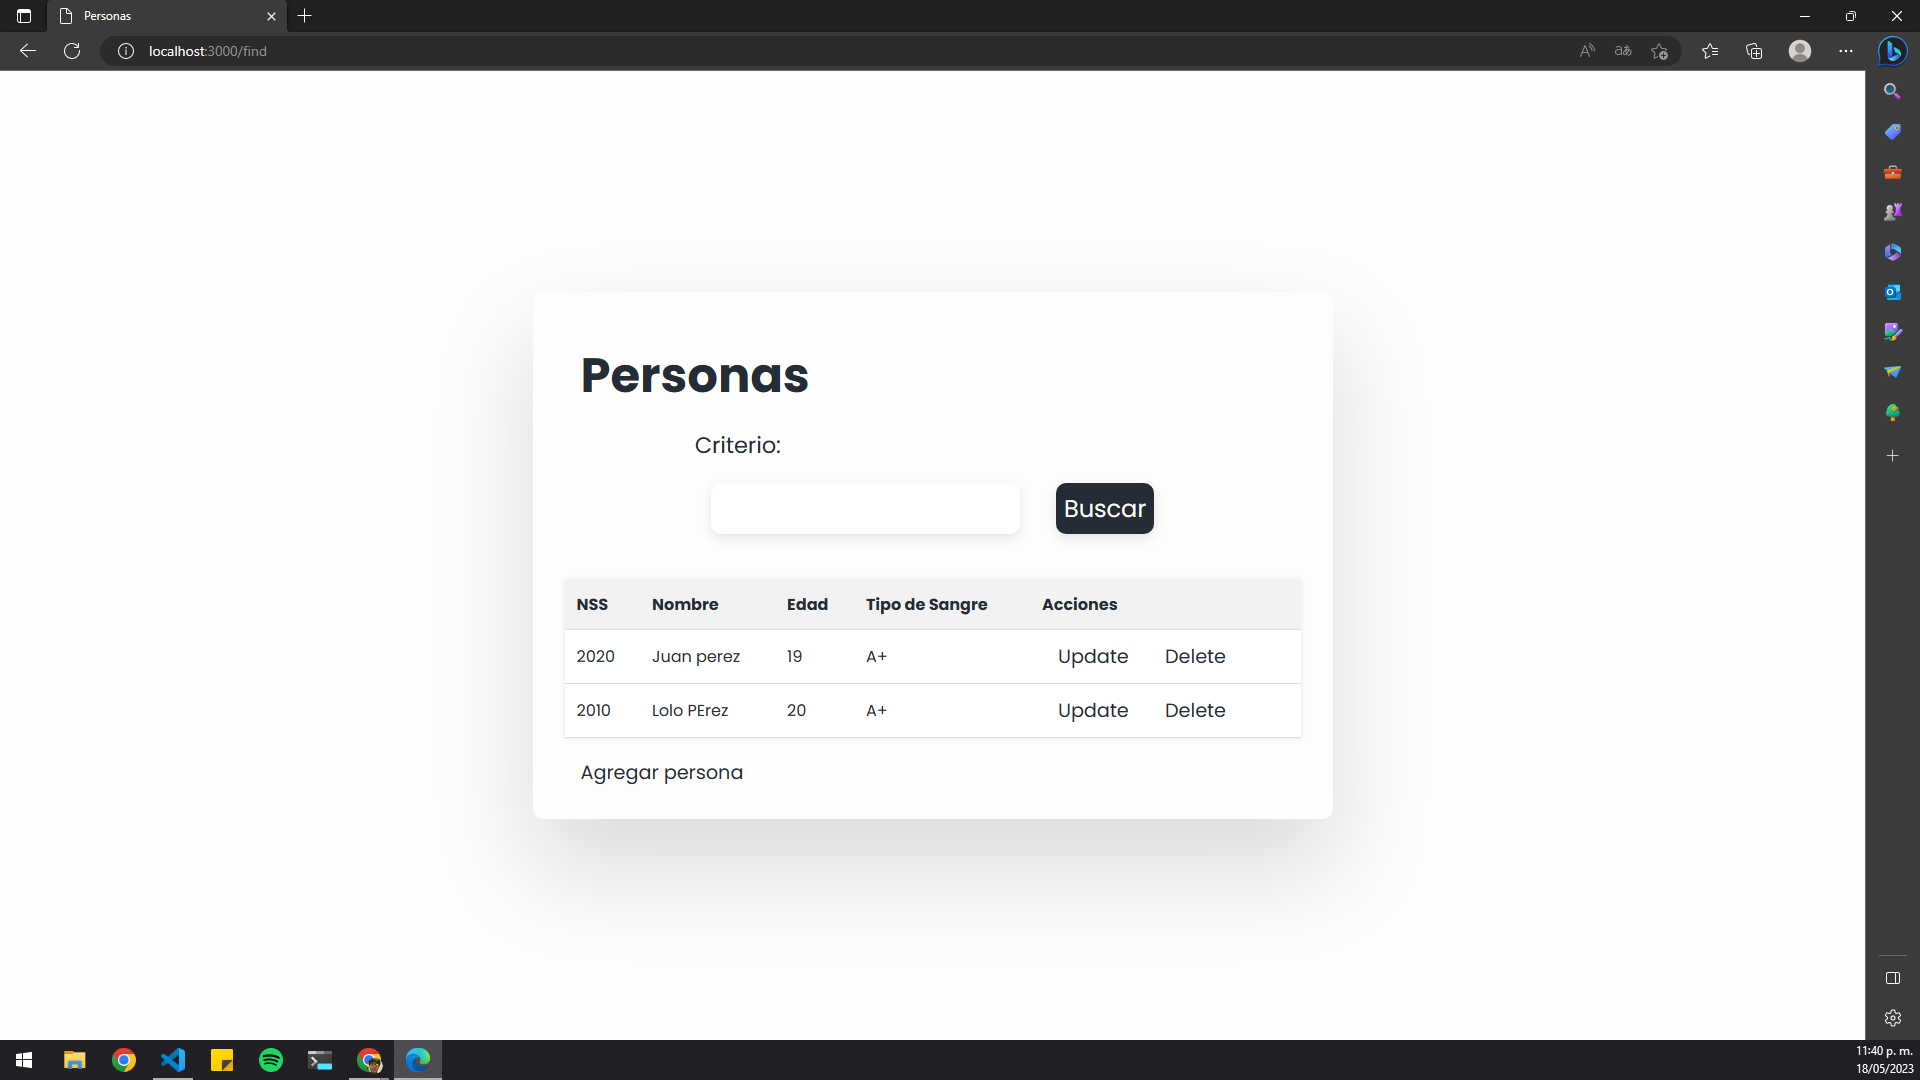 Personas
localhost:3000/find
Personas
Criterio:
Buscar
NSS Nombre Edad Tipo de Sangre Acciones
2020 Juan perez 19 A+ Update Delete
2010 Lolo PErez 20 A+ Update Delete
Agregar persona
11:40 p. m.
18/05/2023